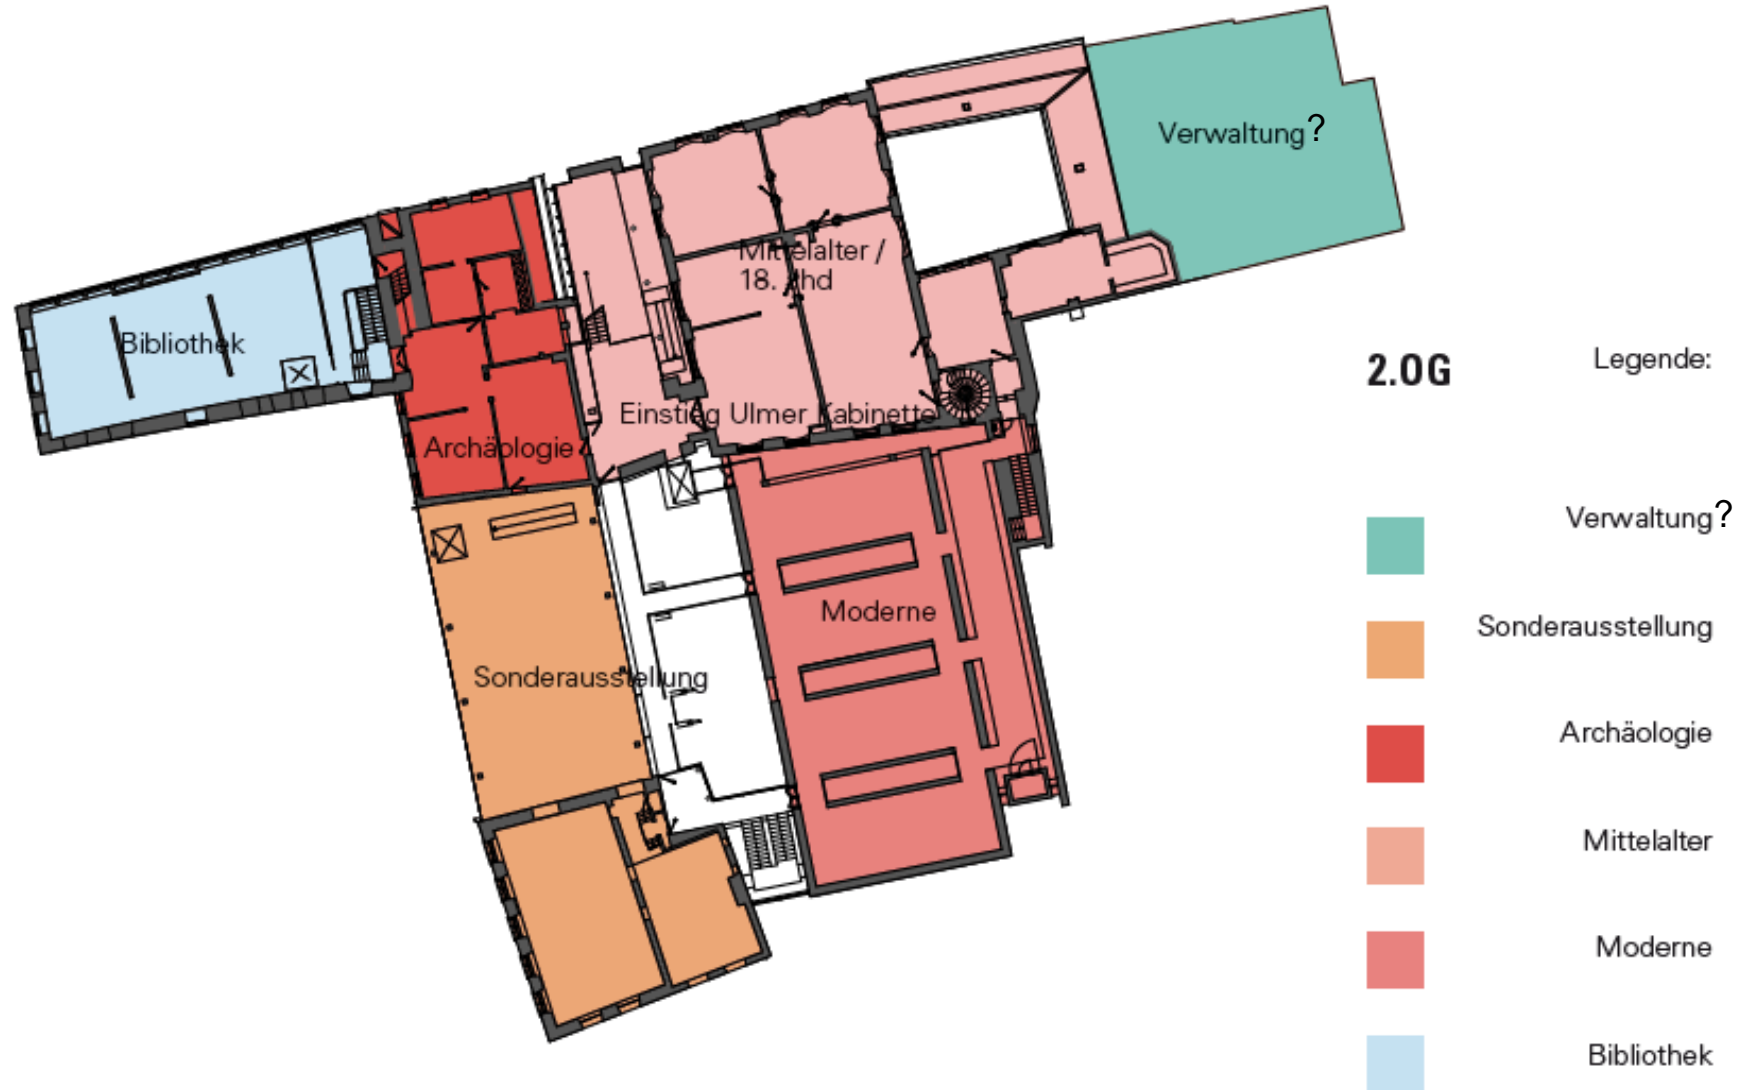 Verwaltung?
Mittelalter /
18. Jhd
Bibliothek
Einstieg Ulmer Kabinette
Archäologie
Moderne
Sonderausstellung
2.OG
Legende:
Verwaltung?
Sonderausstellung
Archäologie
Mittelalter
Moderne
Bibliothek